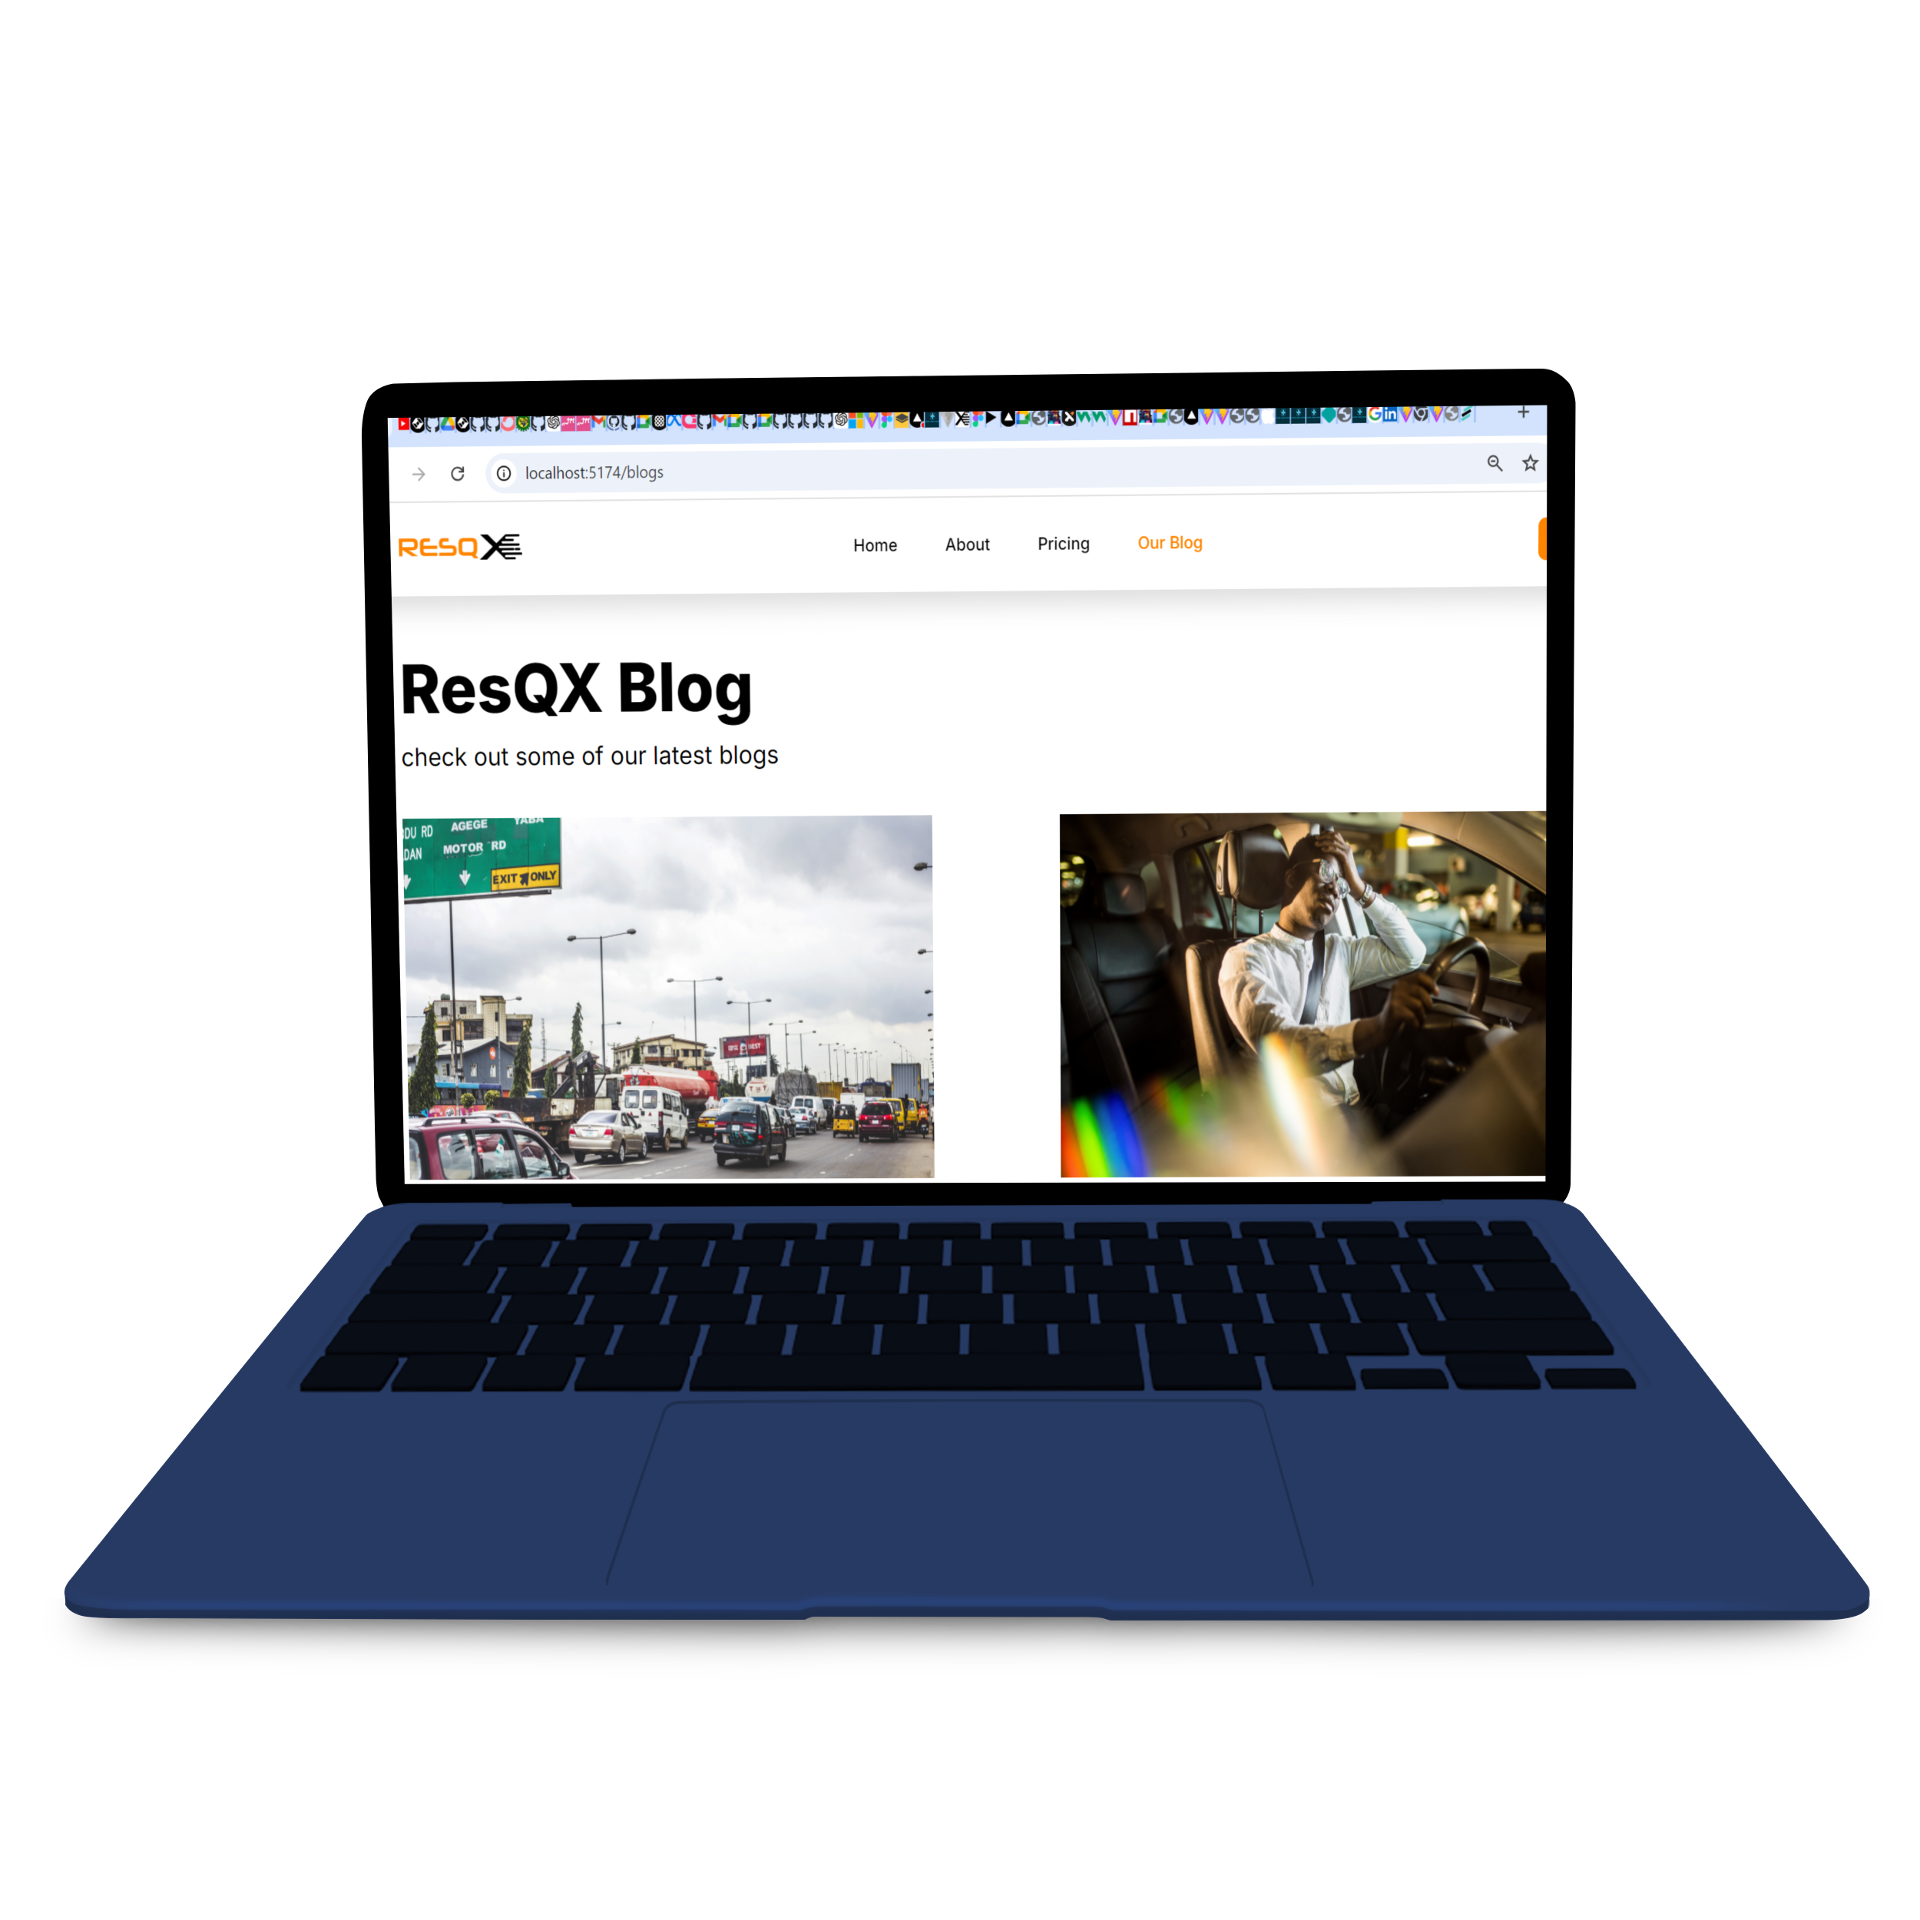 localhost:5174/blogs
RESQX
Home About Pricing Our Blog
ResQX Blog
check out some of our latest blogs
DU RD AGEGE YABA
DAN MOTOR RD
EXIT ONLY